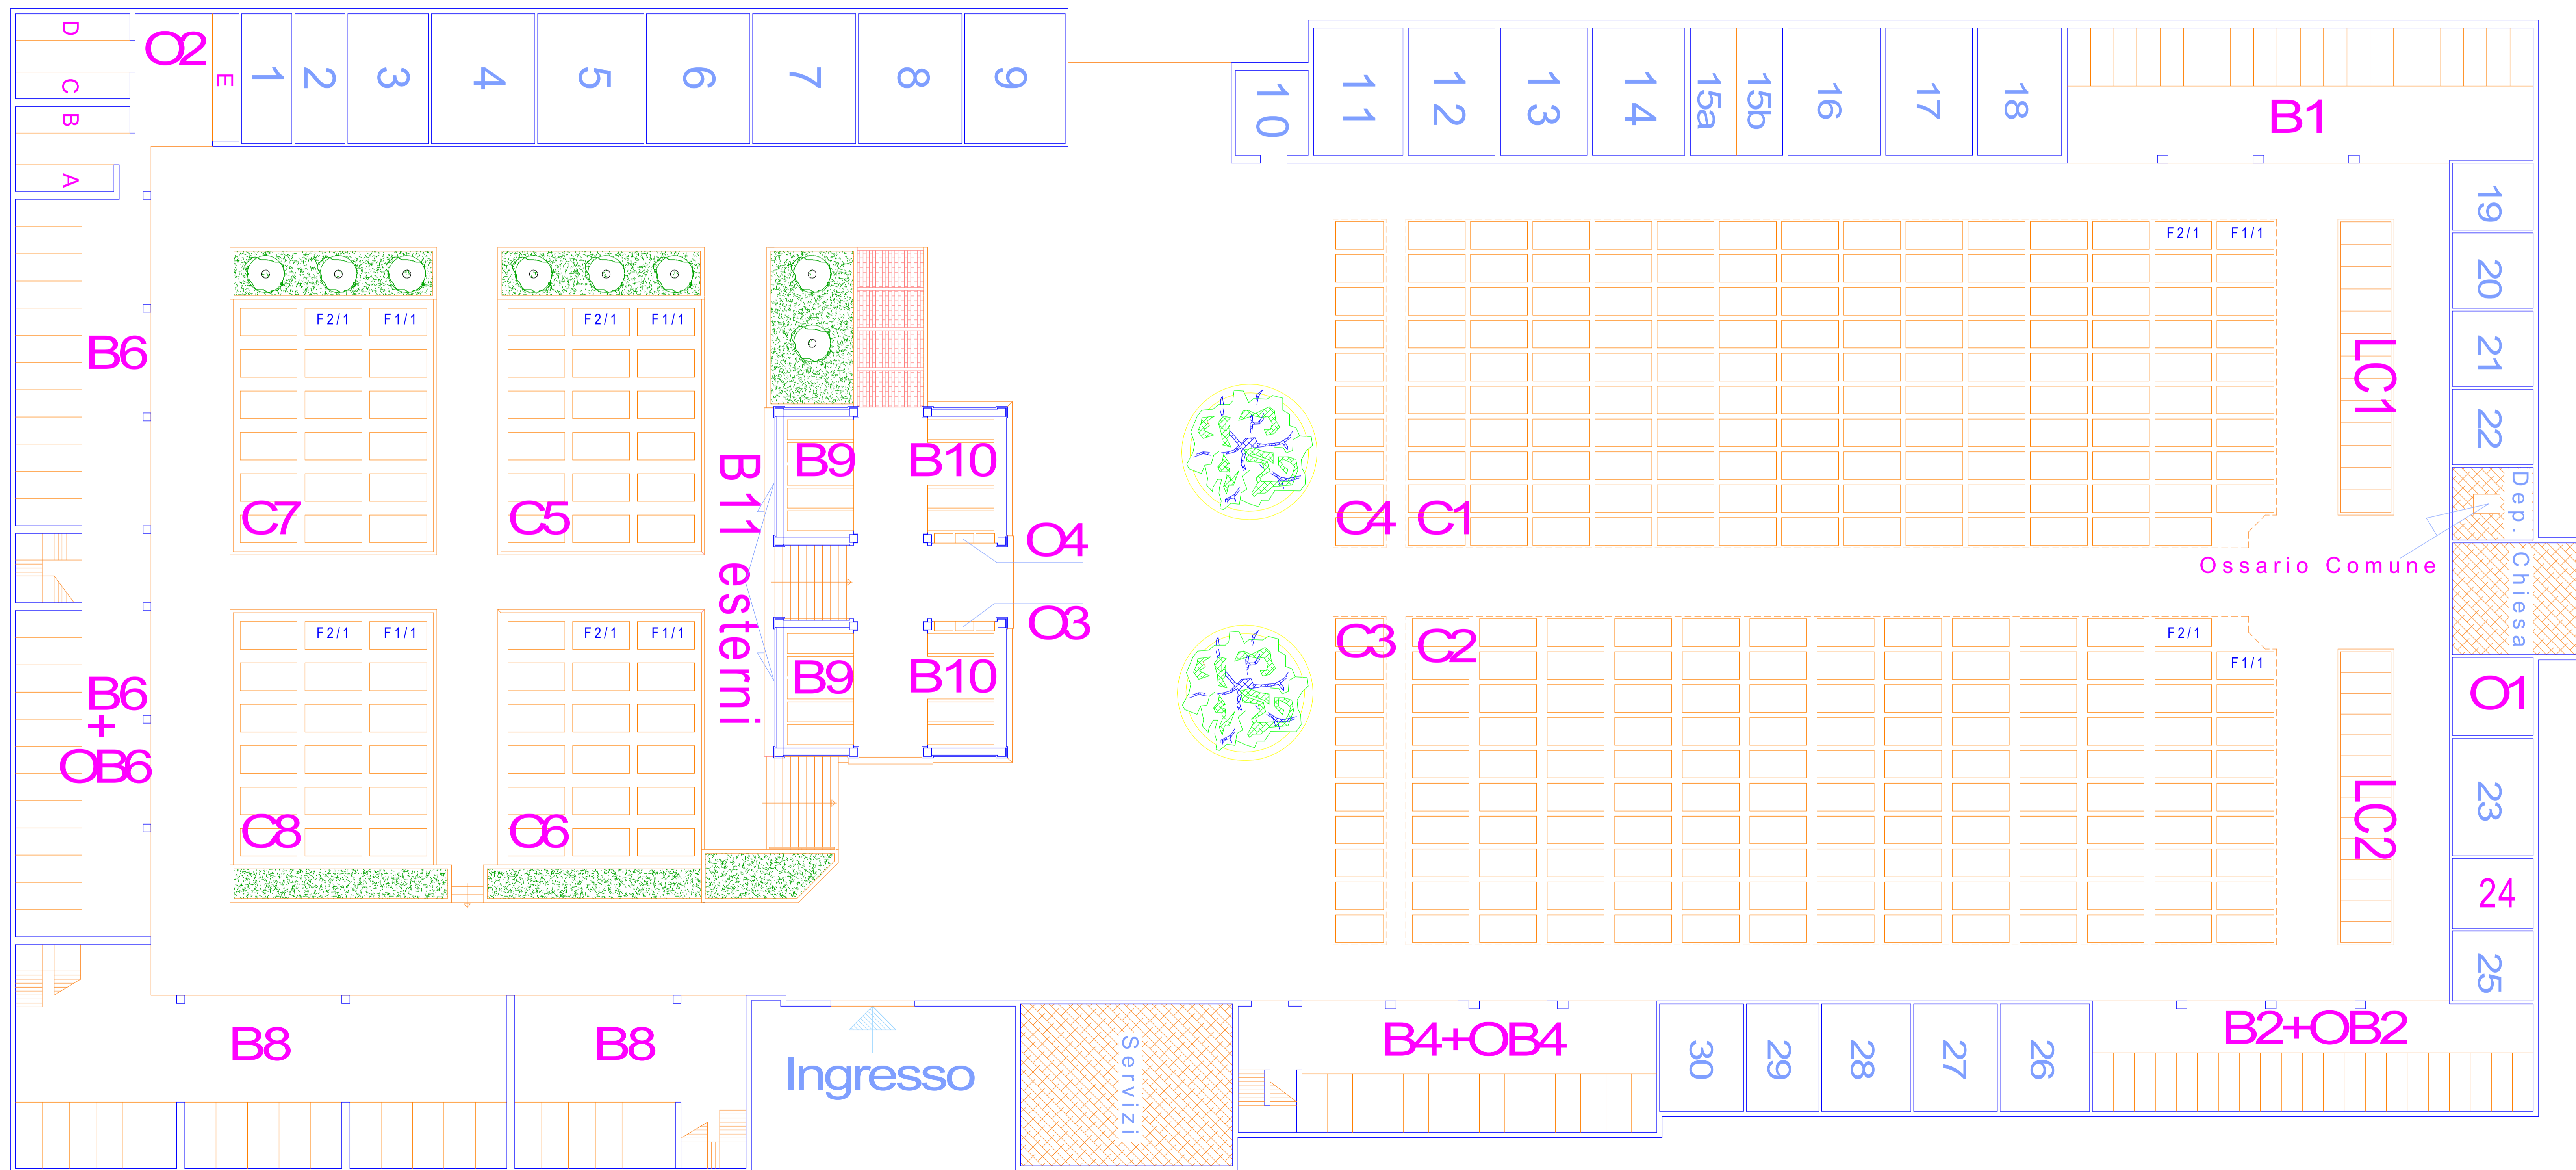 D
C
B
A
O2
E
1
2
3
4
5
6
7
8
9
10
11
12
13
14
15a
15b
16
17
18
B1
19
20
21
22
Dep.
Chiesa
Ossario Comune
O1
23
24
25
B6
B6
+
OB6
F2/1
F1/1
C7
F2/1
F1/1
C5
F2/1
F1/1
C8
F2/1
F1/1
C6
B11 esterni
B9
B10
B9
B10
O4
O3
C4
C1
F2/1
F1/1
LC1
C3
C2
F2/1
F1/1
LC2
B8
B8
Ingresso
Servizi
B4+OB4
30
29
28
27
26
B2+OB2